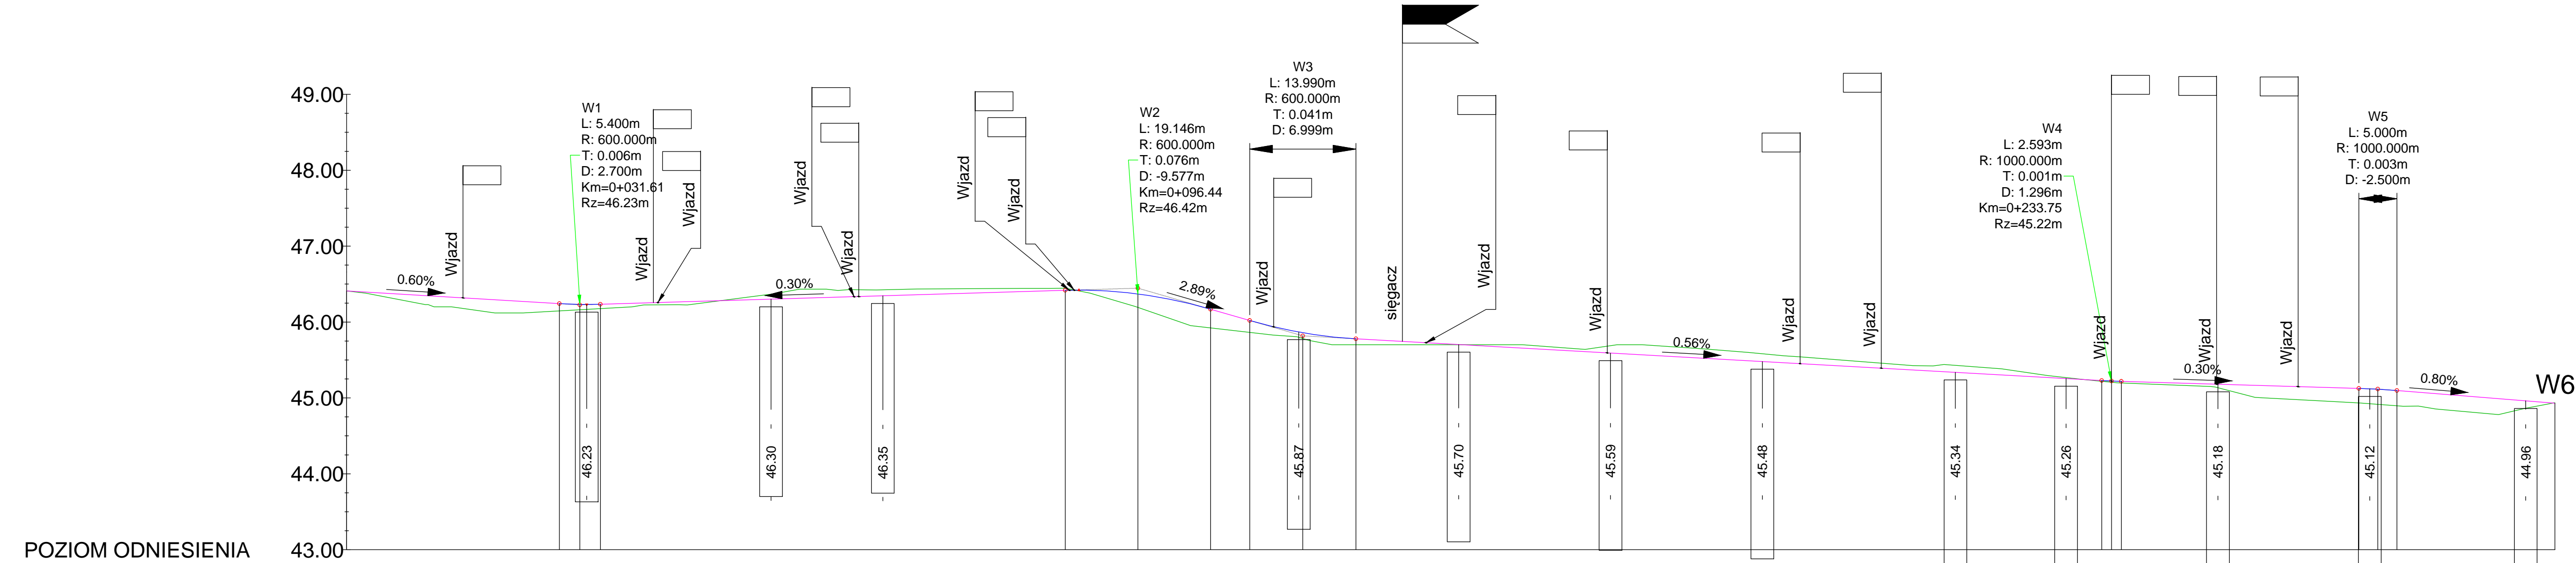 W3
L: 13.990m
R: 600.000m
T: 0.041m
D: 6.999m
49.00
W1
L: 5.400m
R: 600.000m
T: 0.006m
D: 2.700m
Km=0+031.61
Rz=46.23m
W2
L: 19.146m
R: 600.000m
T: 0.076m
D: -9.577m
Km=0+096.44
Rz=46.42m
W4
L: 2.593m
R: 1000.000m
T: 0.001m
D: 1.296m
Km=0+233.75
Rz=45.22m
W5
L: 5.000m
R: 1000.000m
T: 0.003m
D: -2.500m
48.00
47.00
46.00
45.00
44.00
43.00
Wjazd
Wjazd
Wjazd
Wjazd
Wjazd
Wjazd
Wjazd
Wjazd
sięgacz
Wjazd
Wjazd
Wjazd
Wjazd
Wjazd
Wjazd
Wjazd
0.60%
0.30%
2.89%
0.56%
0.30%
0.80%
W6
46.23
46.30
46.35
45.87
45.70
45.59
45.48
45.34
45.26
45.18
45.12
44.96
POZIOM ODNIESIENIA